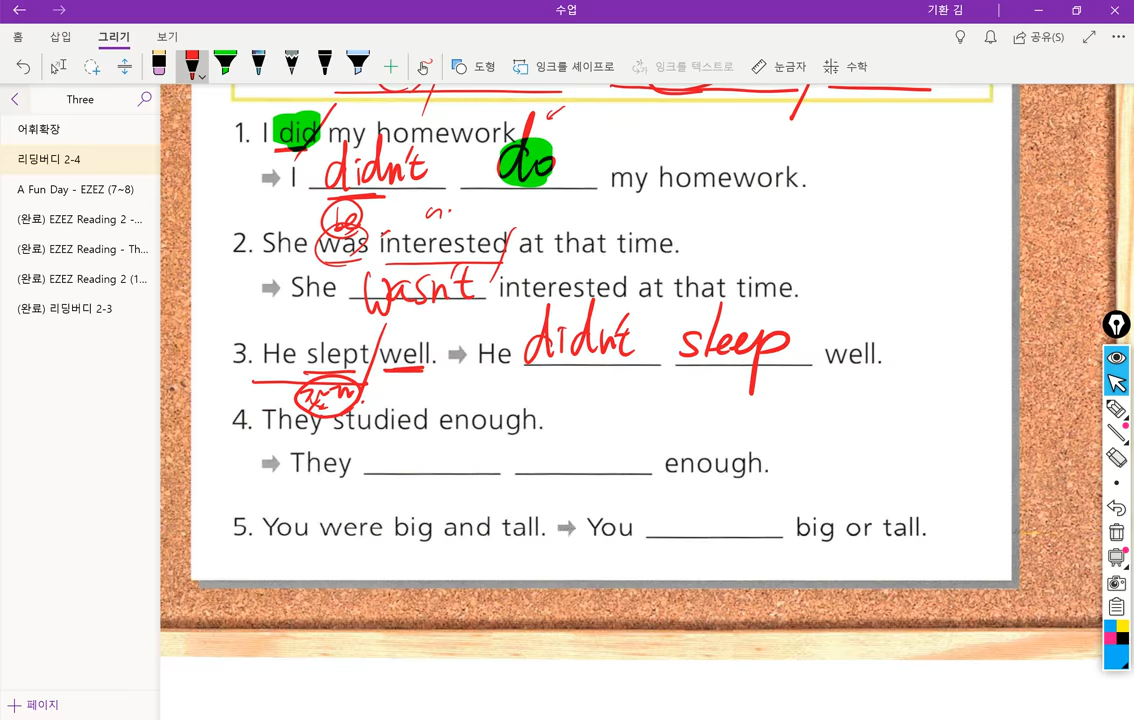 수업
기환 김
홈 삽입 그리기 보기
공유(S)
도형 잉크를 셰이프로 잉크를 텍스트로 눈금자 수학
Three
어휘확장
리딩버디 2-4
A Fun Day - EZEZ (7~8)
(완료) EZEZ Reading 2 -...
(완료) EZEZ Reading - Th...
(완료) EZEZ Reading 2 (1...
(완료) 리딩버디 2-3
페이지
1. I did my homework
➡ I didn't do my homework.
be
2. She was interested at that time.
➡ She wasn't interested at that time.
3. He slept well. ➡ He didn't sleep well.
4. They studied enough.
➡ They ____ ____ enough.
5. You were big and tall. ➡ You ____ big or tall.